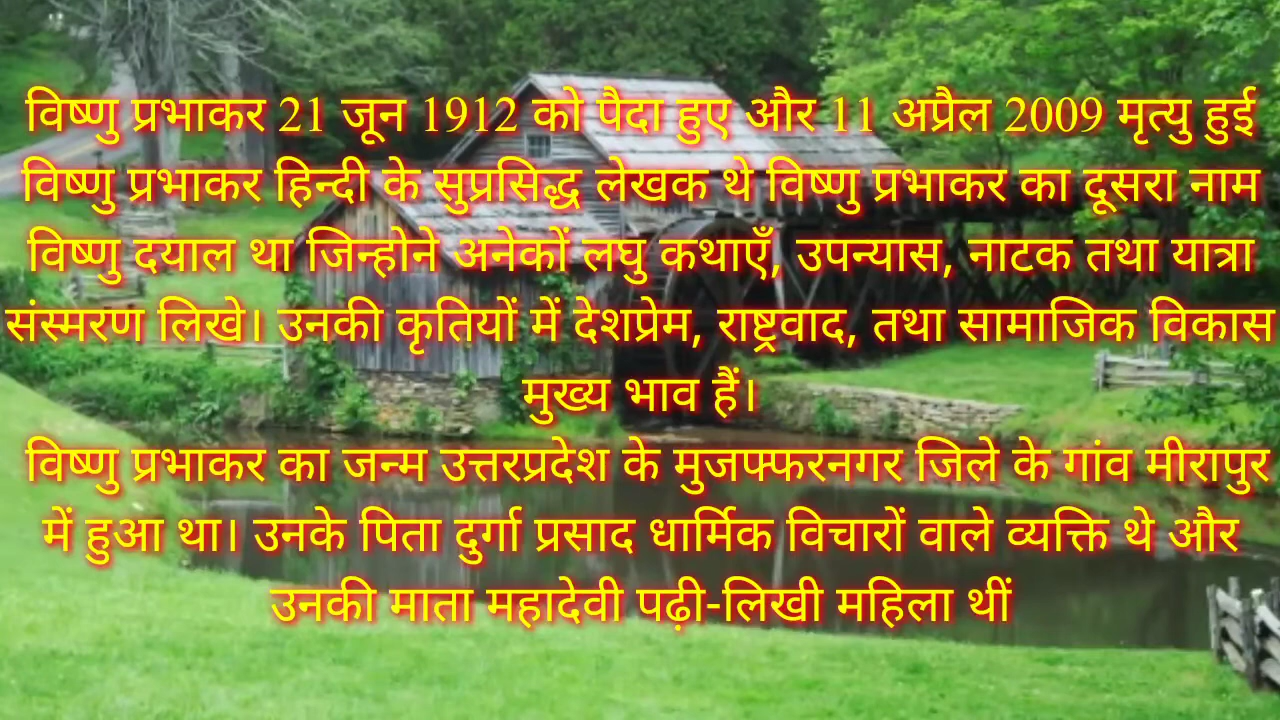 विष्णु प्रभाकर 21 जून 1912 को पैदा हुए और 11 अप्रैल 2009 मृत्यु हुई
विष्णु प्रभाकर हिन्दी के सुप्रसिद्ध लेखक थे विष्णु प्रभाकर का दूसरा नाम
विष्णु दयाल था जिन्होने अनेकों लघु कथाएँ, उपन्यास, नाटक तथा यात्रा
संस्मरण लिखे। उनकी कृतियों में देशप्रेम, राष्ट्रवाद, तथा सामाजिक विकास
मुख्य भाव हैं।
विष्णु प्रभाकर का जन्म उत्तरप्रदेश के मुजफ्फरनगर जिले के गांव मीरापुर
में हुआ था। उनके पिता दुर्गा प्रसाद धार्मिक विचारों वाले व्यक्ति थे और
उनकी माता महादेवी पढ़ी-लिखी महिला थीं